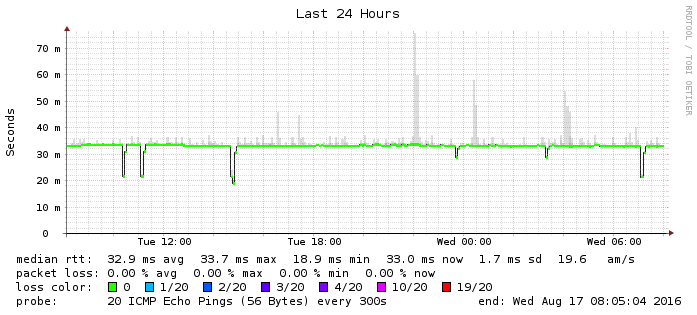 Last 24 Hours
RRDTOOL / TOBI OETIKER
Seconds
70 m
60 m
50 m
40 m
30 m
20 m
10 m
0
Tue 12:00 Tue 18:00 Wed 00:00 Wed 06:00
median rtt: 32.9 ms avg 33.7 ms max 18.9 ms min 33.0 ms now 1.7 ms sd 19.6 am/s
packet loss: 0.00 % avg 0.00 % max 0.00 % min 0.00 % now
loss color: 0 1/20 2/20 3/20 4/20 10/20 19/20
probe: 20 ICMP Echo Pings (56 Bytes) every 300s end: Wed Aug 17 08:05:04 2016